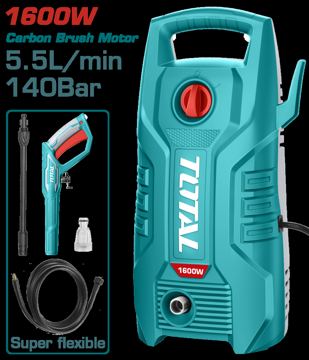 1600W
Carbon Brush Motor
5.5L/min
140Bar
TOTAL
1600W
Super flexible